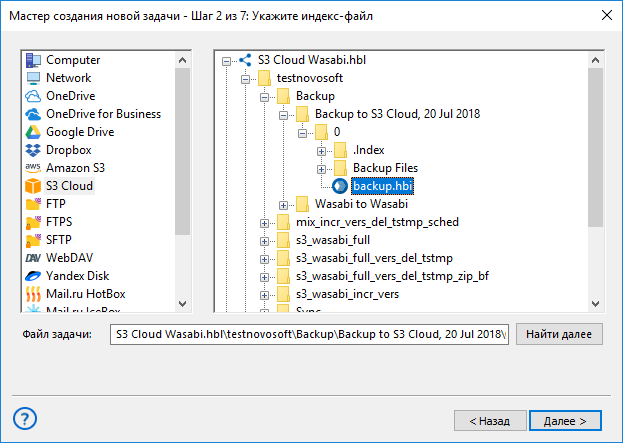 Мастер создания новой задачи - Шаг 2 из 7: Укажите индекс-файл
Computer
Network
OneDrive
OneDrive for Business
Google Drive
Dropbox
aws Amazon S3
S3 Cloud
FTP
FTPS
SFTP
DAV WebDAV
Yandex Disk
Mail.ru HotBox
Mail.ru IceBox
S3 Cloud Wasabi.hbl
testnovosoft
Backup
Backup to S3 Cloud, 20 Jul 2018
0
.Index
Backup Files
backup.hbi
Wasabi to Wasabi
mix_incr_vers_del_tstmp_sched
s3_wasabi_full
s3_wasabi_full_vers_del_tstmp
s3_wasabi_full_vers_del_tstmp_zip_bf
s3_wasabi_incr_vers
Sync
Файл задачи: S3 Cloud Wasabi.hbl\testnovosoft\Backup\Backup to S3 Cloud, 20 Jul 2018\ Найти далее
? < Назад Далее >